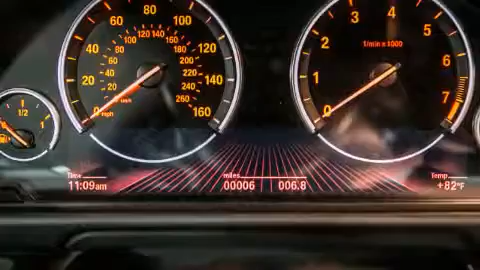 60 80 100
40 120
20 140
0 160
80 100 120 140 160
60 180
40 200
20 220
240
260
mph
km/h
1/2 1
0 1 2 3 4 5 6 7
1/min x 1000
Time miles Temp
11:09am 00006 006.8 +82°F